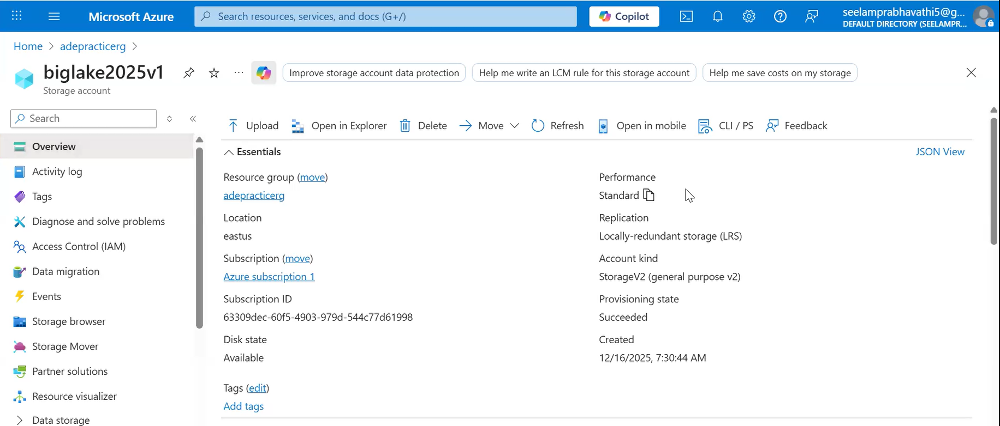 Microsoft Azure
Search resources, services, and docs (G+/)
Copilot
seelamprabhavathi5@g...
DEFAULT DIRECTORY (SEELAMPR...
Home > adepracticerg >
biglake2025v1
Storage account
... Improve storage account data protection
Help me write an LCM rule for this storage account
Help me save costs on my storage
Search
Upload
Open in Explorer
Delete
Move
Refresh
Open in mobile
CLI / PS
Feedback
Overview
Activity log
Tags
Diagnose and solve problems
Access Control (IAM)
Data migration
Events
Storage browser
Storage Mover
Partner solutions
Resource visualizer
Data storage
Essentials
JSON View
Resource group (move)
adepracticerg
Location
eastus
Subscription (move)
Azure subscription 1
Subscription ID
63309dec-60f5-4903-979d-544c77d61998
Disk state
Available
Tags (edit)
Add tags
Performance
Standard
Replication
Locally-redundant storage (LRS)
Account kind
StorageV2 (general purpose v2)
Provisioning state
Succeeded
Created
12/16/2025, 7:30:44 AM